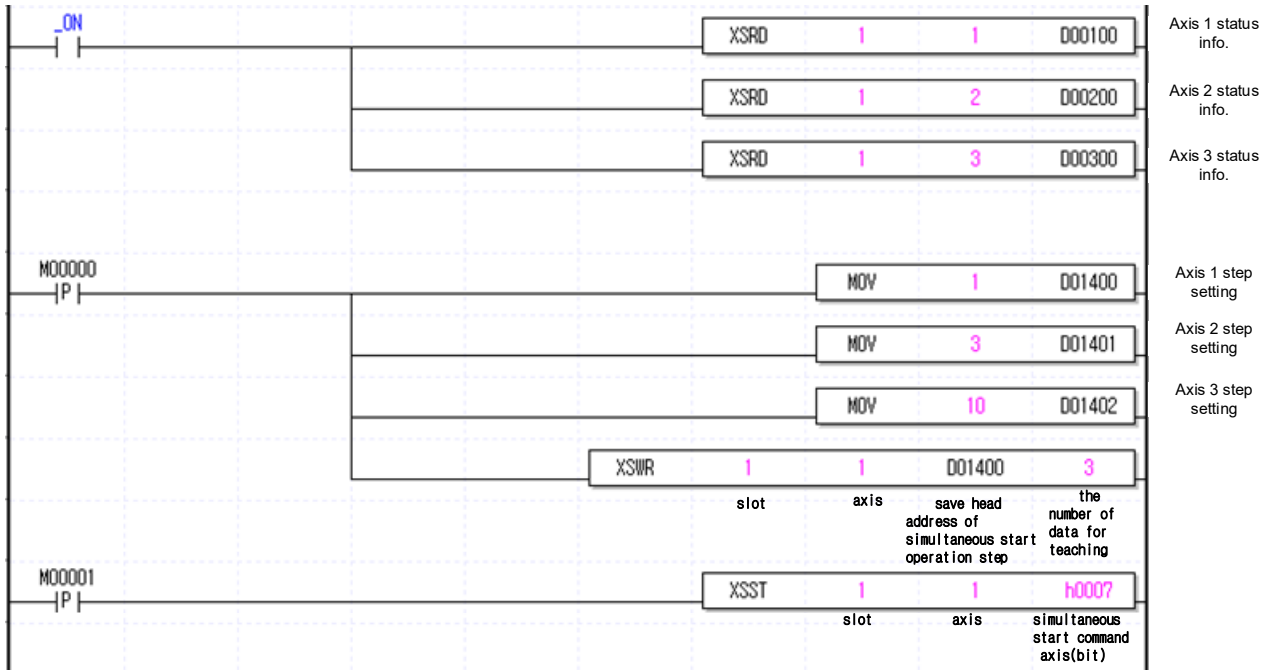 _ON
XSRD 1 1 D00100
Axis 1 status
info.
XSRD 1 2 D00200
Axis 2 status
info.
XSRD 1 3 D00300
Axis 3 status
info.
M00000
P
MOV 1 D01400
Axis 1 step
setting
MOV 3 D01401
Axis 2 step
setting
MOV 10 D01402
Axis 3 step
setting
XSWR 1 1 D01400 3
slot
axis
save head
address of
simultaneous start
operation step
the
number of
data for
teaching
M00001
P
XSST 1 1 h0007
slot
axis
simultaneous
start command
axis(bit)